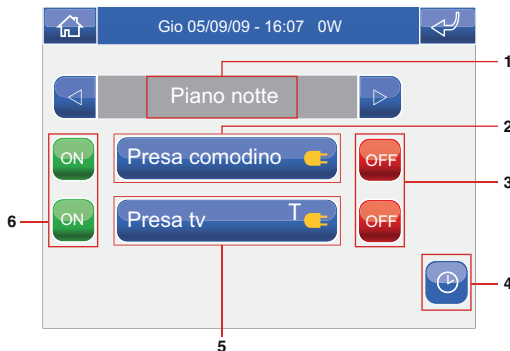 Gio 05/09/09 - 16:07 0W
1
Piano notte
2
ON Presa comodino OFF
3
6 ON Presa tv T OFF
4
5